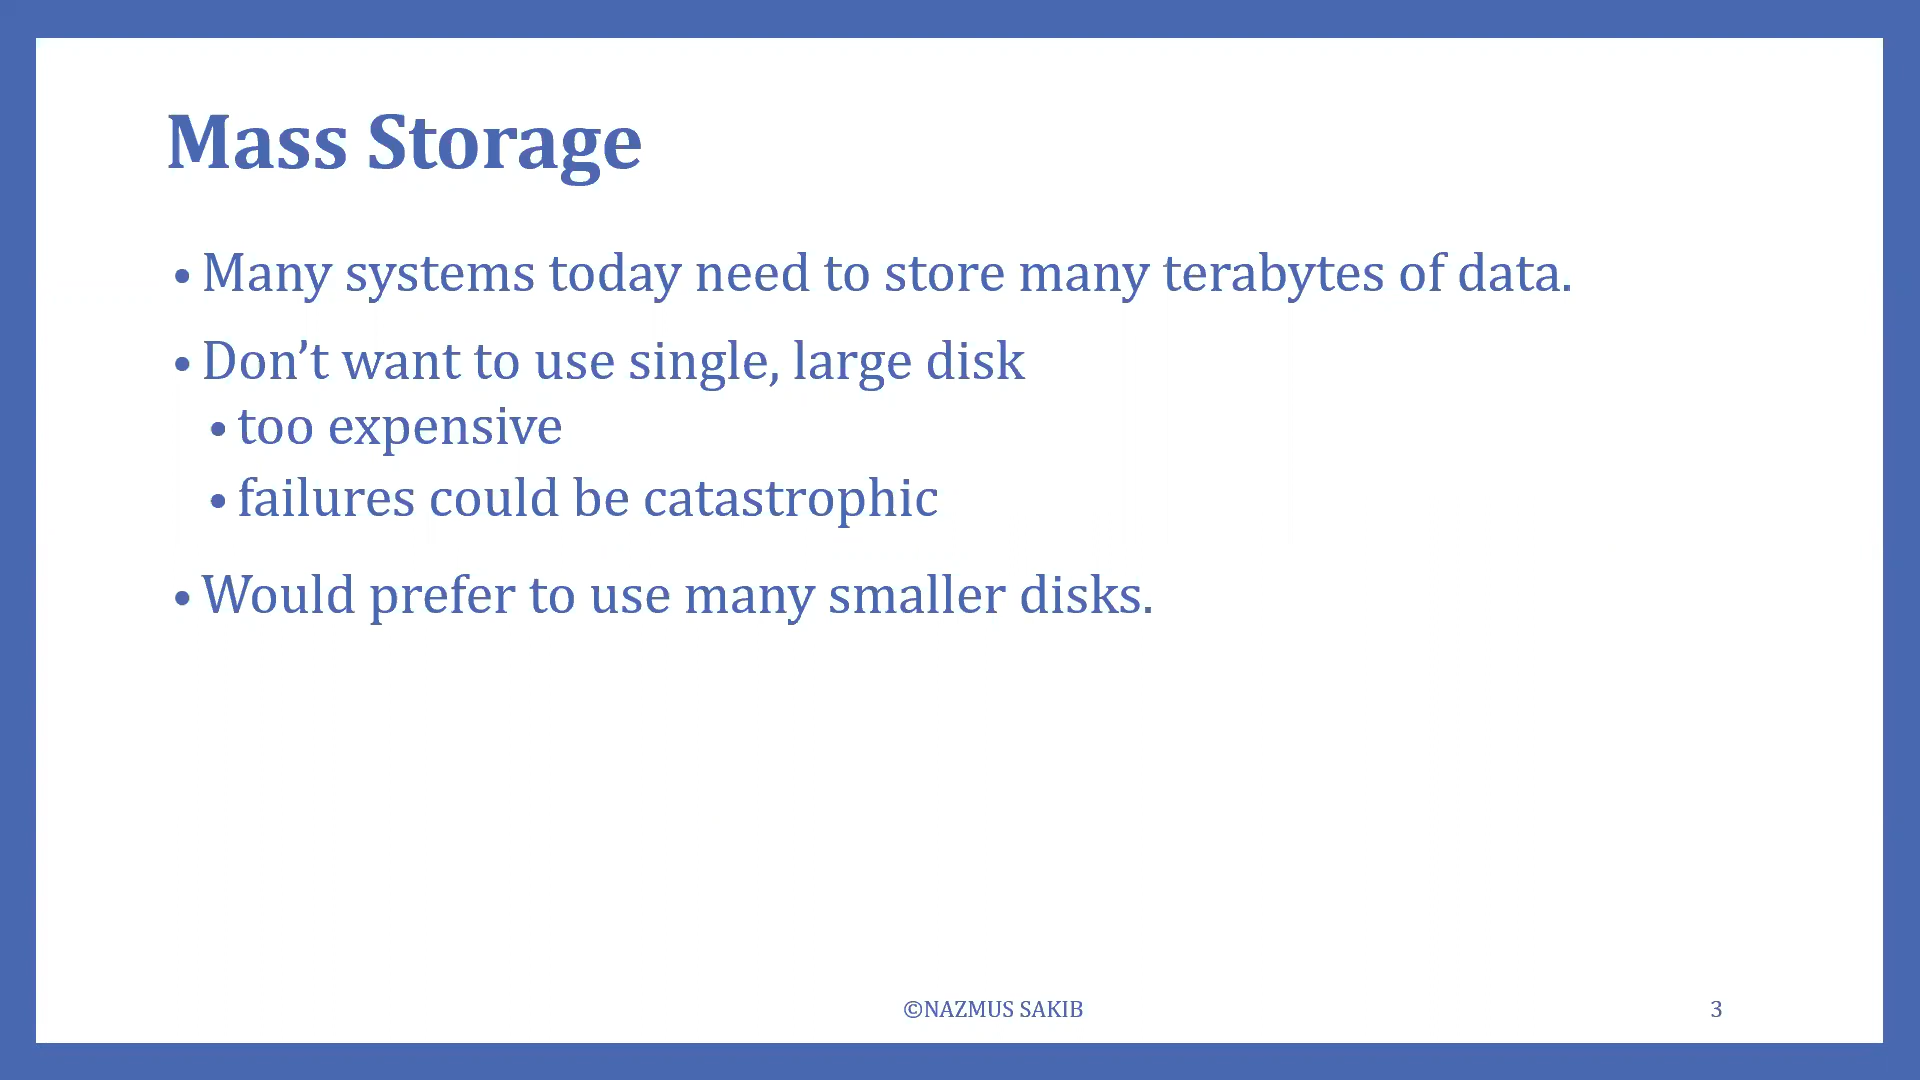 Mass Storage
• Many systems today need to store many terabytes of data.
• Don’t want to use single, large disk
• too expensive
• failures could be catastrophic
• Would prefer to use many smaller disks.
©NAZMUS SAKIB
3